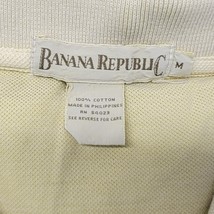 BANANA REPUBLIC
M
100% COTTON
MADE IN PHILIPPINES
RN 54023
SEE REVERSE FOR CARE